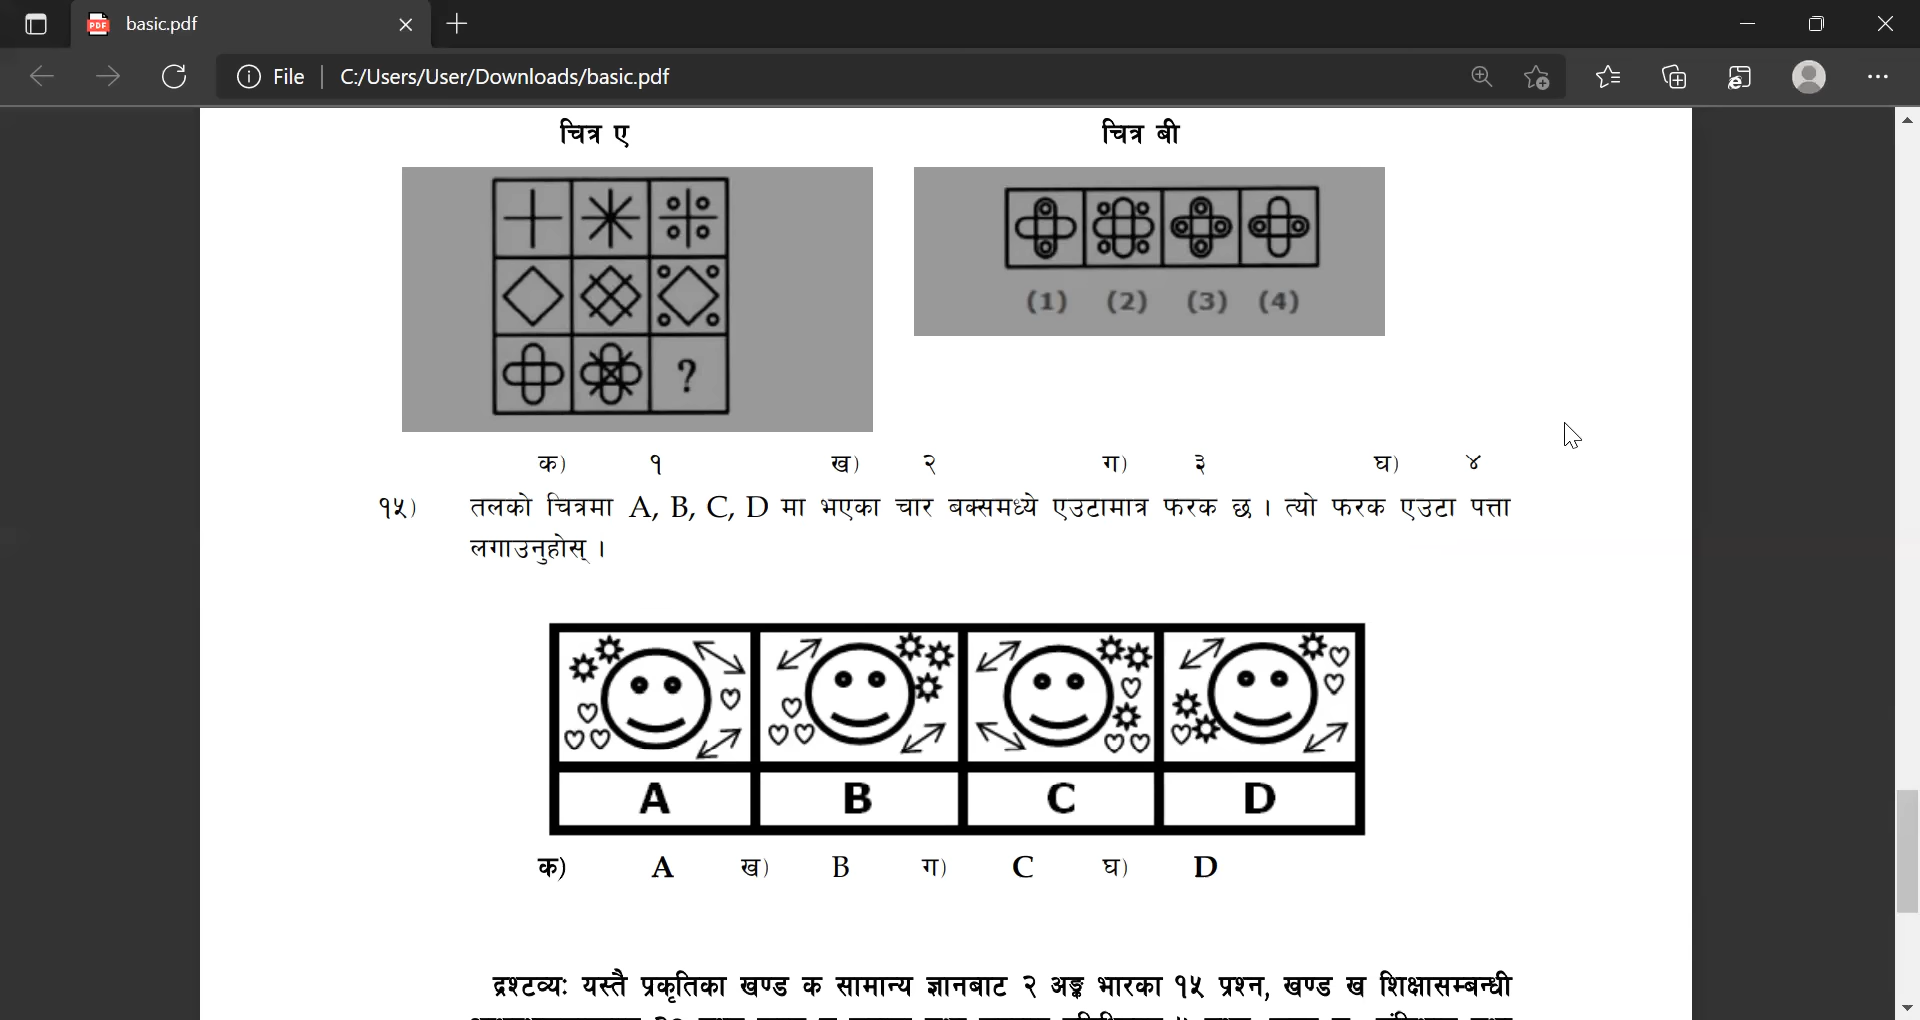 basic.pdf
File C:/Users/User/Downloads/basic.pdf
चित्र ए चित्र बी
?
(1) (2) (3) (4)
क) १ ख) २ ग) ३ घ) ४
१५) तलको चित्रमा A, B, C, D मा भएका चार बक्समध्ये एउटामात्र फरक छ । त्यो फरक एउटा पत्ता
लगाउनुहोस् ।
A B C D
क) A ख) B ग) C घ) D
द्रश्टव्यः यस्तै प्रकृतिका खण्ड क सामान्य ज्ञानबाट २ अङ्क भारका १५ प्रश्न, खण्ड ख शिक्षासम्बन्धी